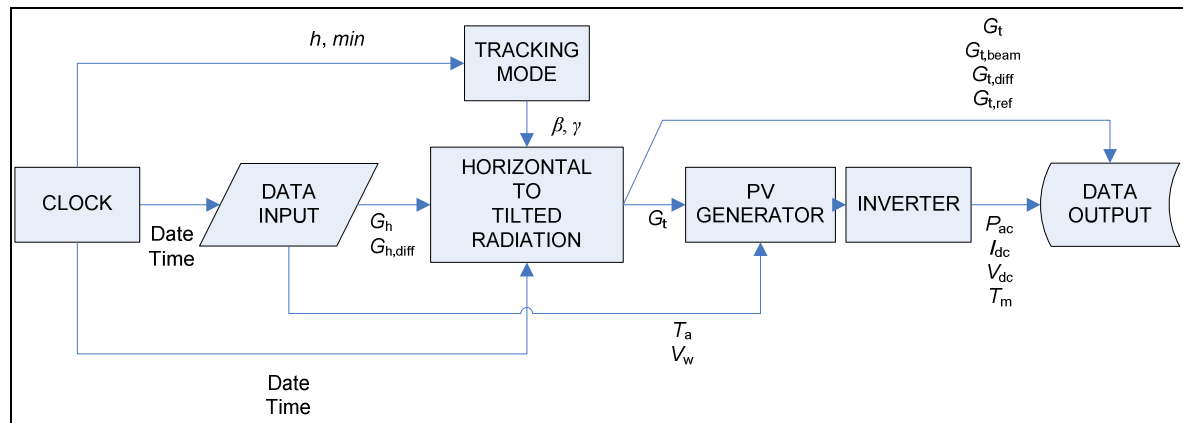 h, min
TRACKING
MODE
G_t
G_t,beam
G_t,diff
G_t,ref
β, γ
CLOCK
Date
Time
DATA
INPUT
G_h
G_h,diff
HORIZONTAL
TO
TILTED
RADIATION
G_t
PV
GENERATOR
INVERTER
P_ac
I_dc
V_dc
T_m
DATA
OUTPUT
T_a
V_w
Date
Time